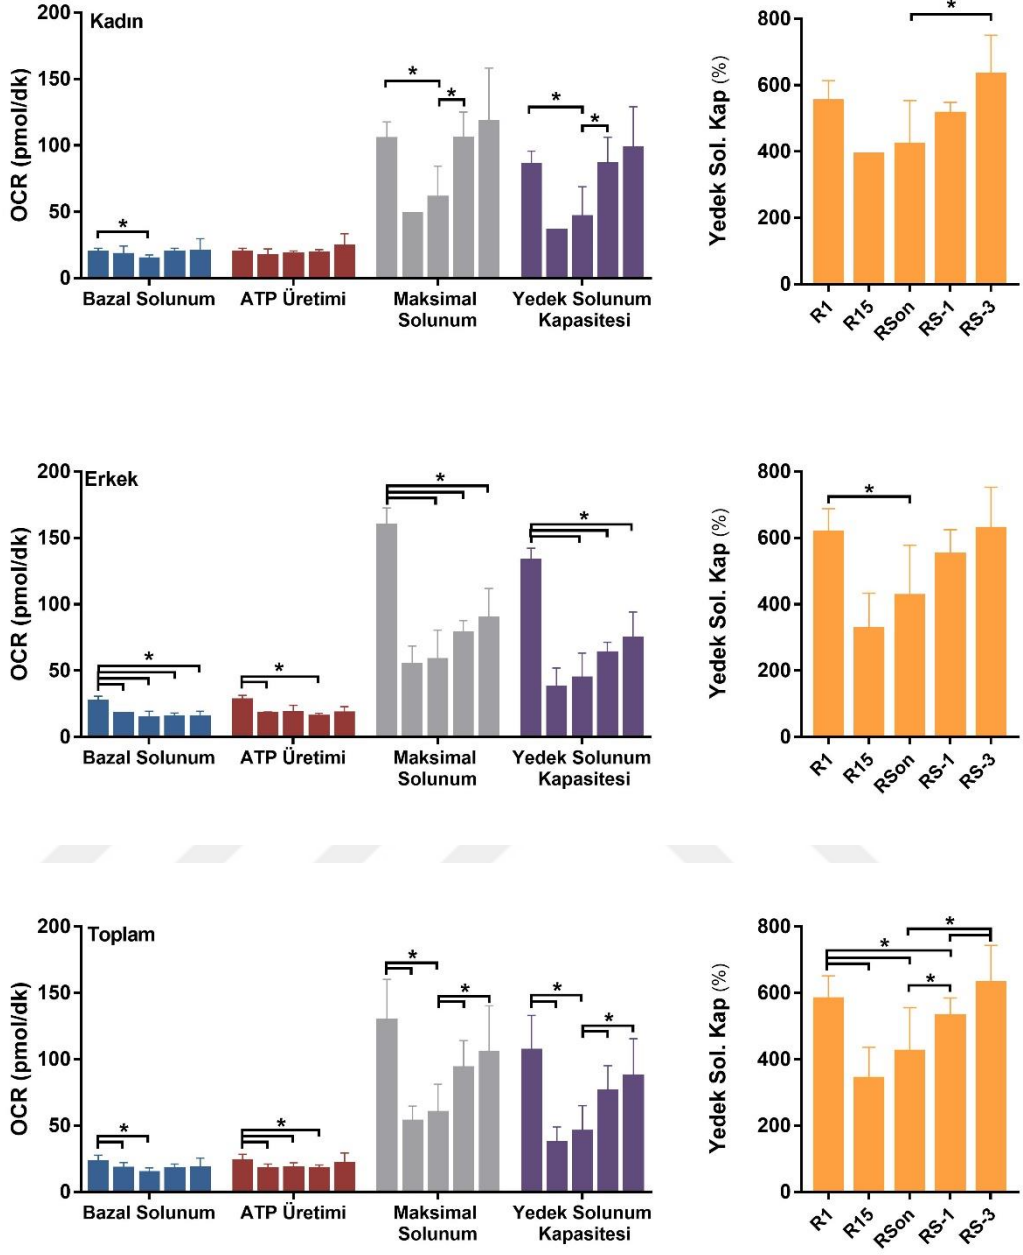 Kadın
OCR (pmol/dk)
200
150
100
50
0
*
*
*
*
*
Bazal Solunum
ATP Üretimi
Maksimal
Solunum
Yedek Solunum
Kapasitesi
Yedek Sol. Kap (%)
800
600
400
200
0
*
R1
R15
RSon
RS-1
RS-3
Erkek
OCR (pmol/dk)
200
150
100
50
0
*
*
*
*
Bazal Solunum
ATP Üretimi
Maksimal
Solunum
Yedek Solunum
Kapasitesi
Yedek Sol. Kap (%)
800
600
400
200
0
*
R1
R15
RSon
RS-1
RS-3
Toplam
OCR (pmol/dk)
200
150
100
50
0
*
*
*
*
*
*
Bazal Solunum
ATP Üretimi
Maksimal
Solunum
Yedek Solunum
Kapasitesi
Yedek Sol. Kap (%)
800
600
400
200
0
*
*
*
R1
R15
RSon
RS-1
RS-3